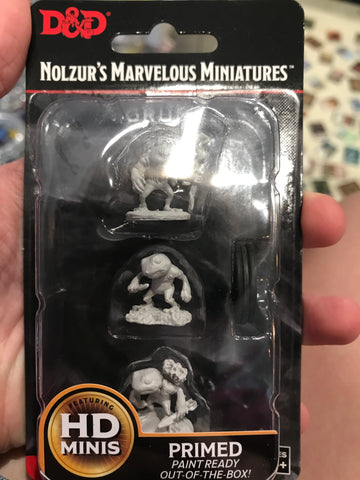 D&D
NOLZUR'S MARVELOUS MINIATURES™
FEATURING
HD
MINIS
PRIMED
PAINT READY
OUT-OF-THE-BOX!